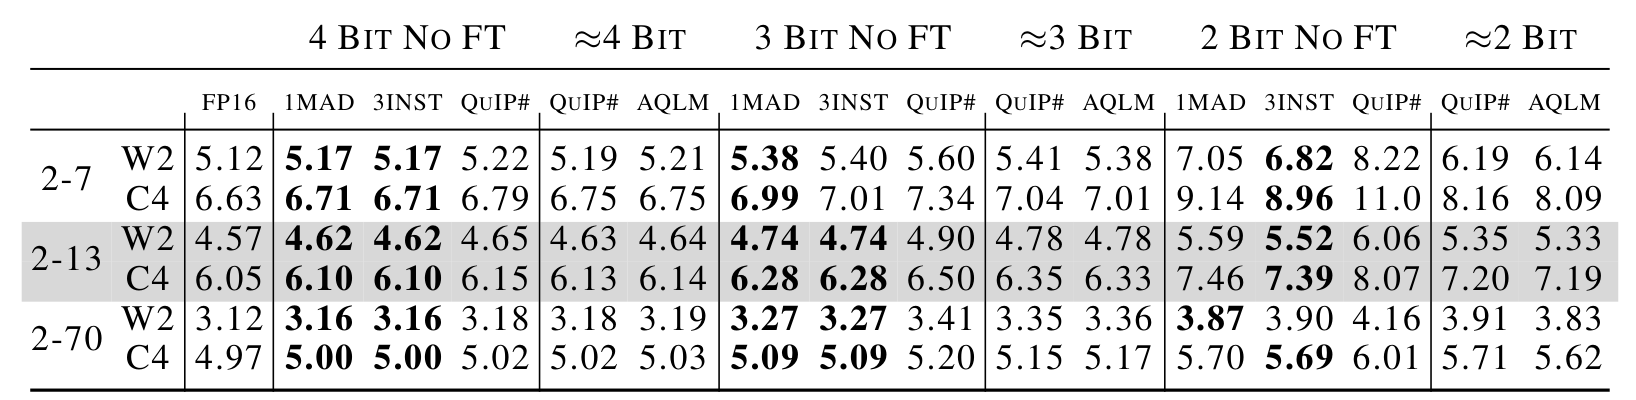 4 BIT NO FT ≈4 BIT 3 BIT NO FT ≈3 BIT 2 BIT NO FT ≈2 BIT
FP16 1MAD 3INST QUIP# QUIP# AQLM 1MAD 3INST QUIP# QUIP# AQLM 1MAD 3INST QUIP# QUIP# AQLM
2-7 W2 5.12 5.17 5.17 5.22 5.19 5.21 5.38 5.40 5.60 5.41 5.38 7.05 6.82 8.22 6.19 6.14
C4 6.63 6.71 6.71 6.79 6.75 6.75 6.99 7.01 7.34 7.04 7.01 9.14 8.96 11.0 8.16 8.09
2-13 W2 4.57 4.62 4.62 4.65 4.63 4.64 4.74 4.74 4.90 4.78 4.78 5.59 5.52 6.06 5.35 5.33
C4 6.05 6.10 6.10 6.15 6.13 6.14 6.28 6.28 6.50 6.35 6.33 7.46 7.39 8.07 7.20 7.19
2-70 W2 3.12 3.16 3.16 3.18 3.18 3.19 3.27 3.27 3.41 3.35 3.36 3.87 3.90 4.16 3.91 3.83
C4 4.97 5.00 5.00 5.02 5.02 5.03 5.09 5.09 5.20 5.15 5.17 5.70 5.69 6.01 5.71 5.62